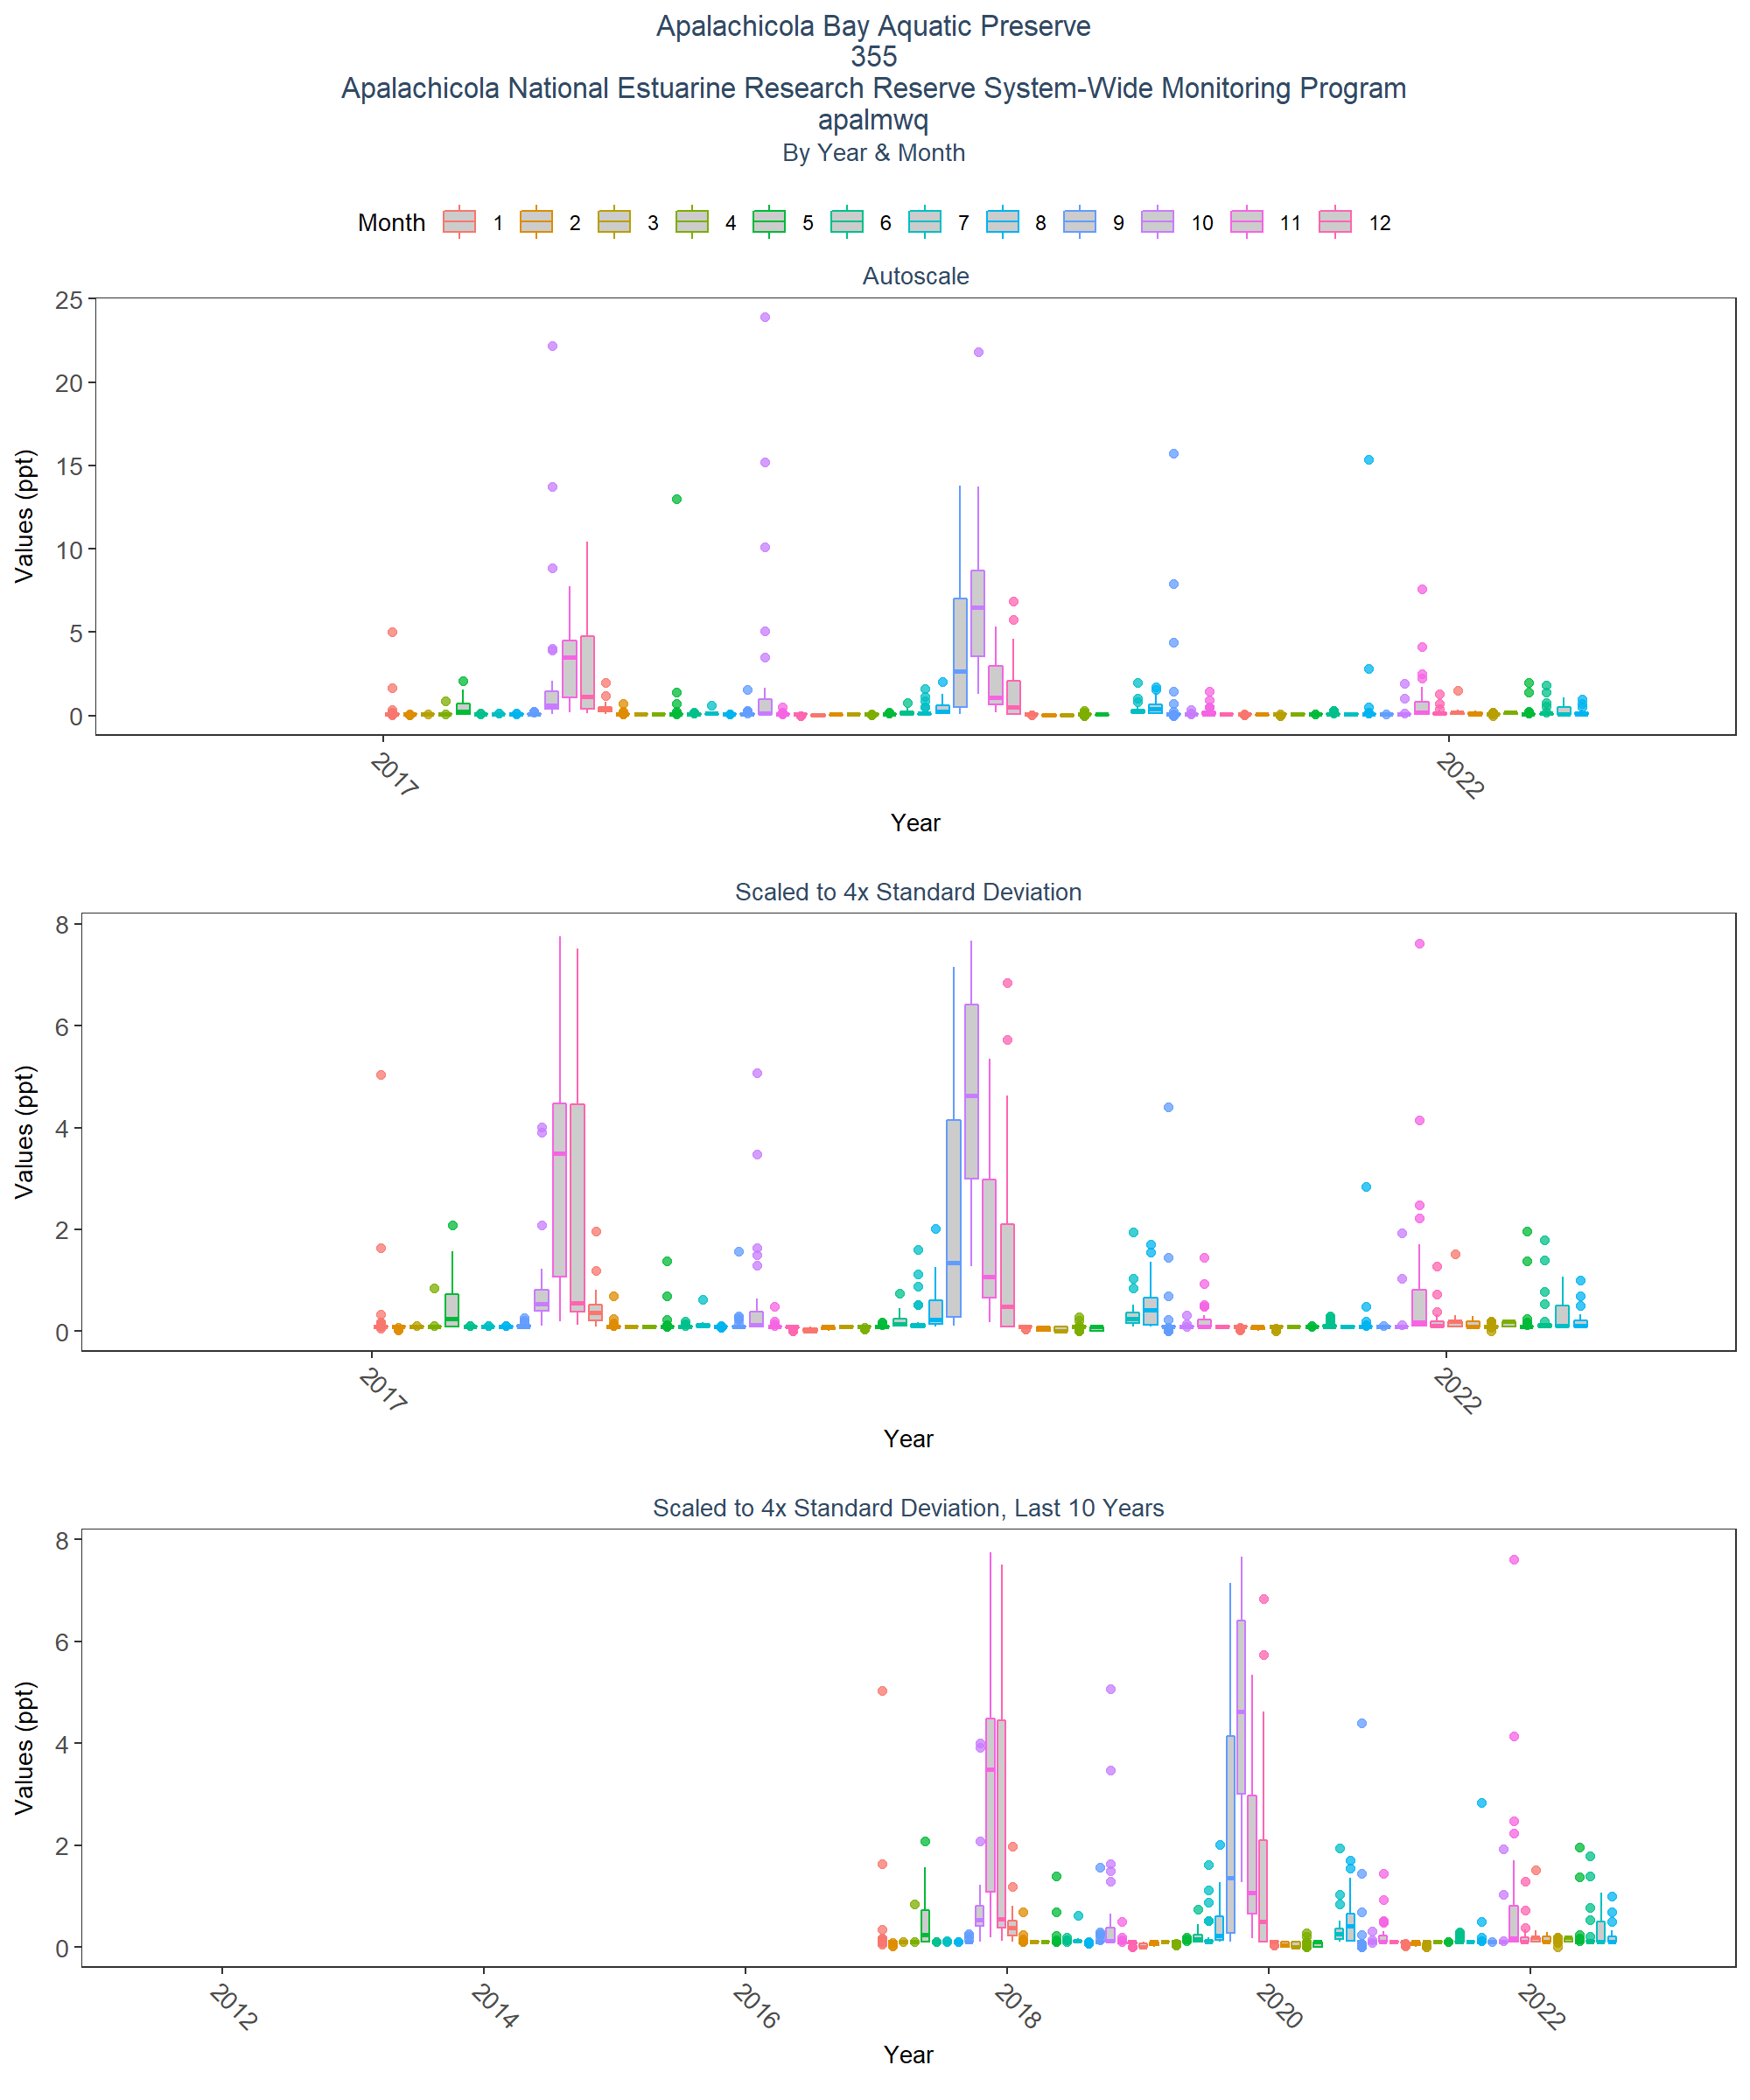 Apalachicola Bay Aquatic Preserve
355
Apalachicola National Estuarine Research Reserve System-Wide Monitoring Program
apalmwq
By Year & Month
Month 1 2 3 4 5 6 7 8 9 10 11 12
Autoscale
25
20
15
10
5
0
Values (ppt)
2017 2022
Year
Scaled to 4x Standard Deviation
8
6
4
2
0
Values (ppt)
2017 2022
Year
Scaled to 4x Standard Deviation, Last 10 Years
8
6
4
2
0
Values (ppt)
2012 2014 2016 2018 2020 2022
Year